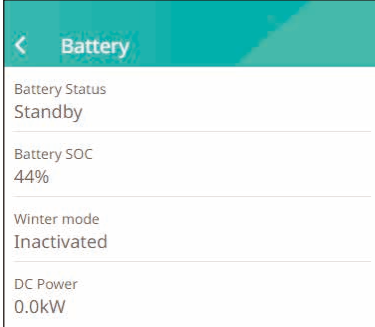 Battery
Battery Status
Standby
Battery SOC
44%
Winter mode
Inactivated
DC Power
0.0kW